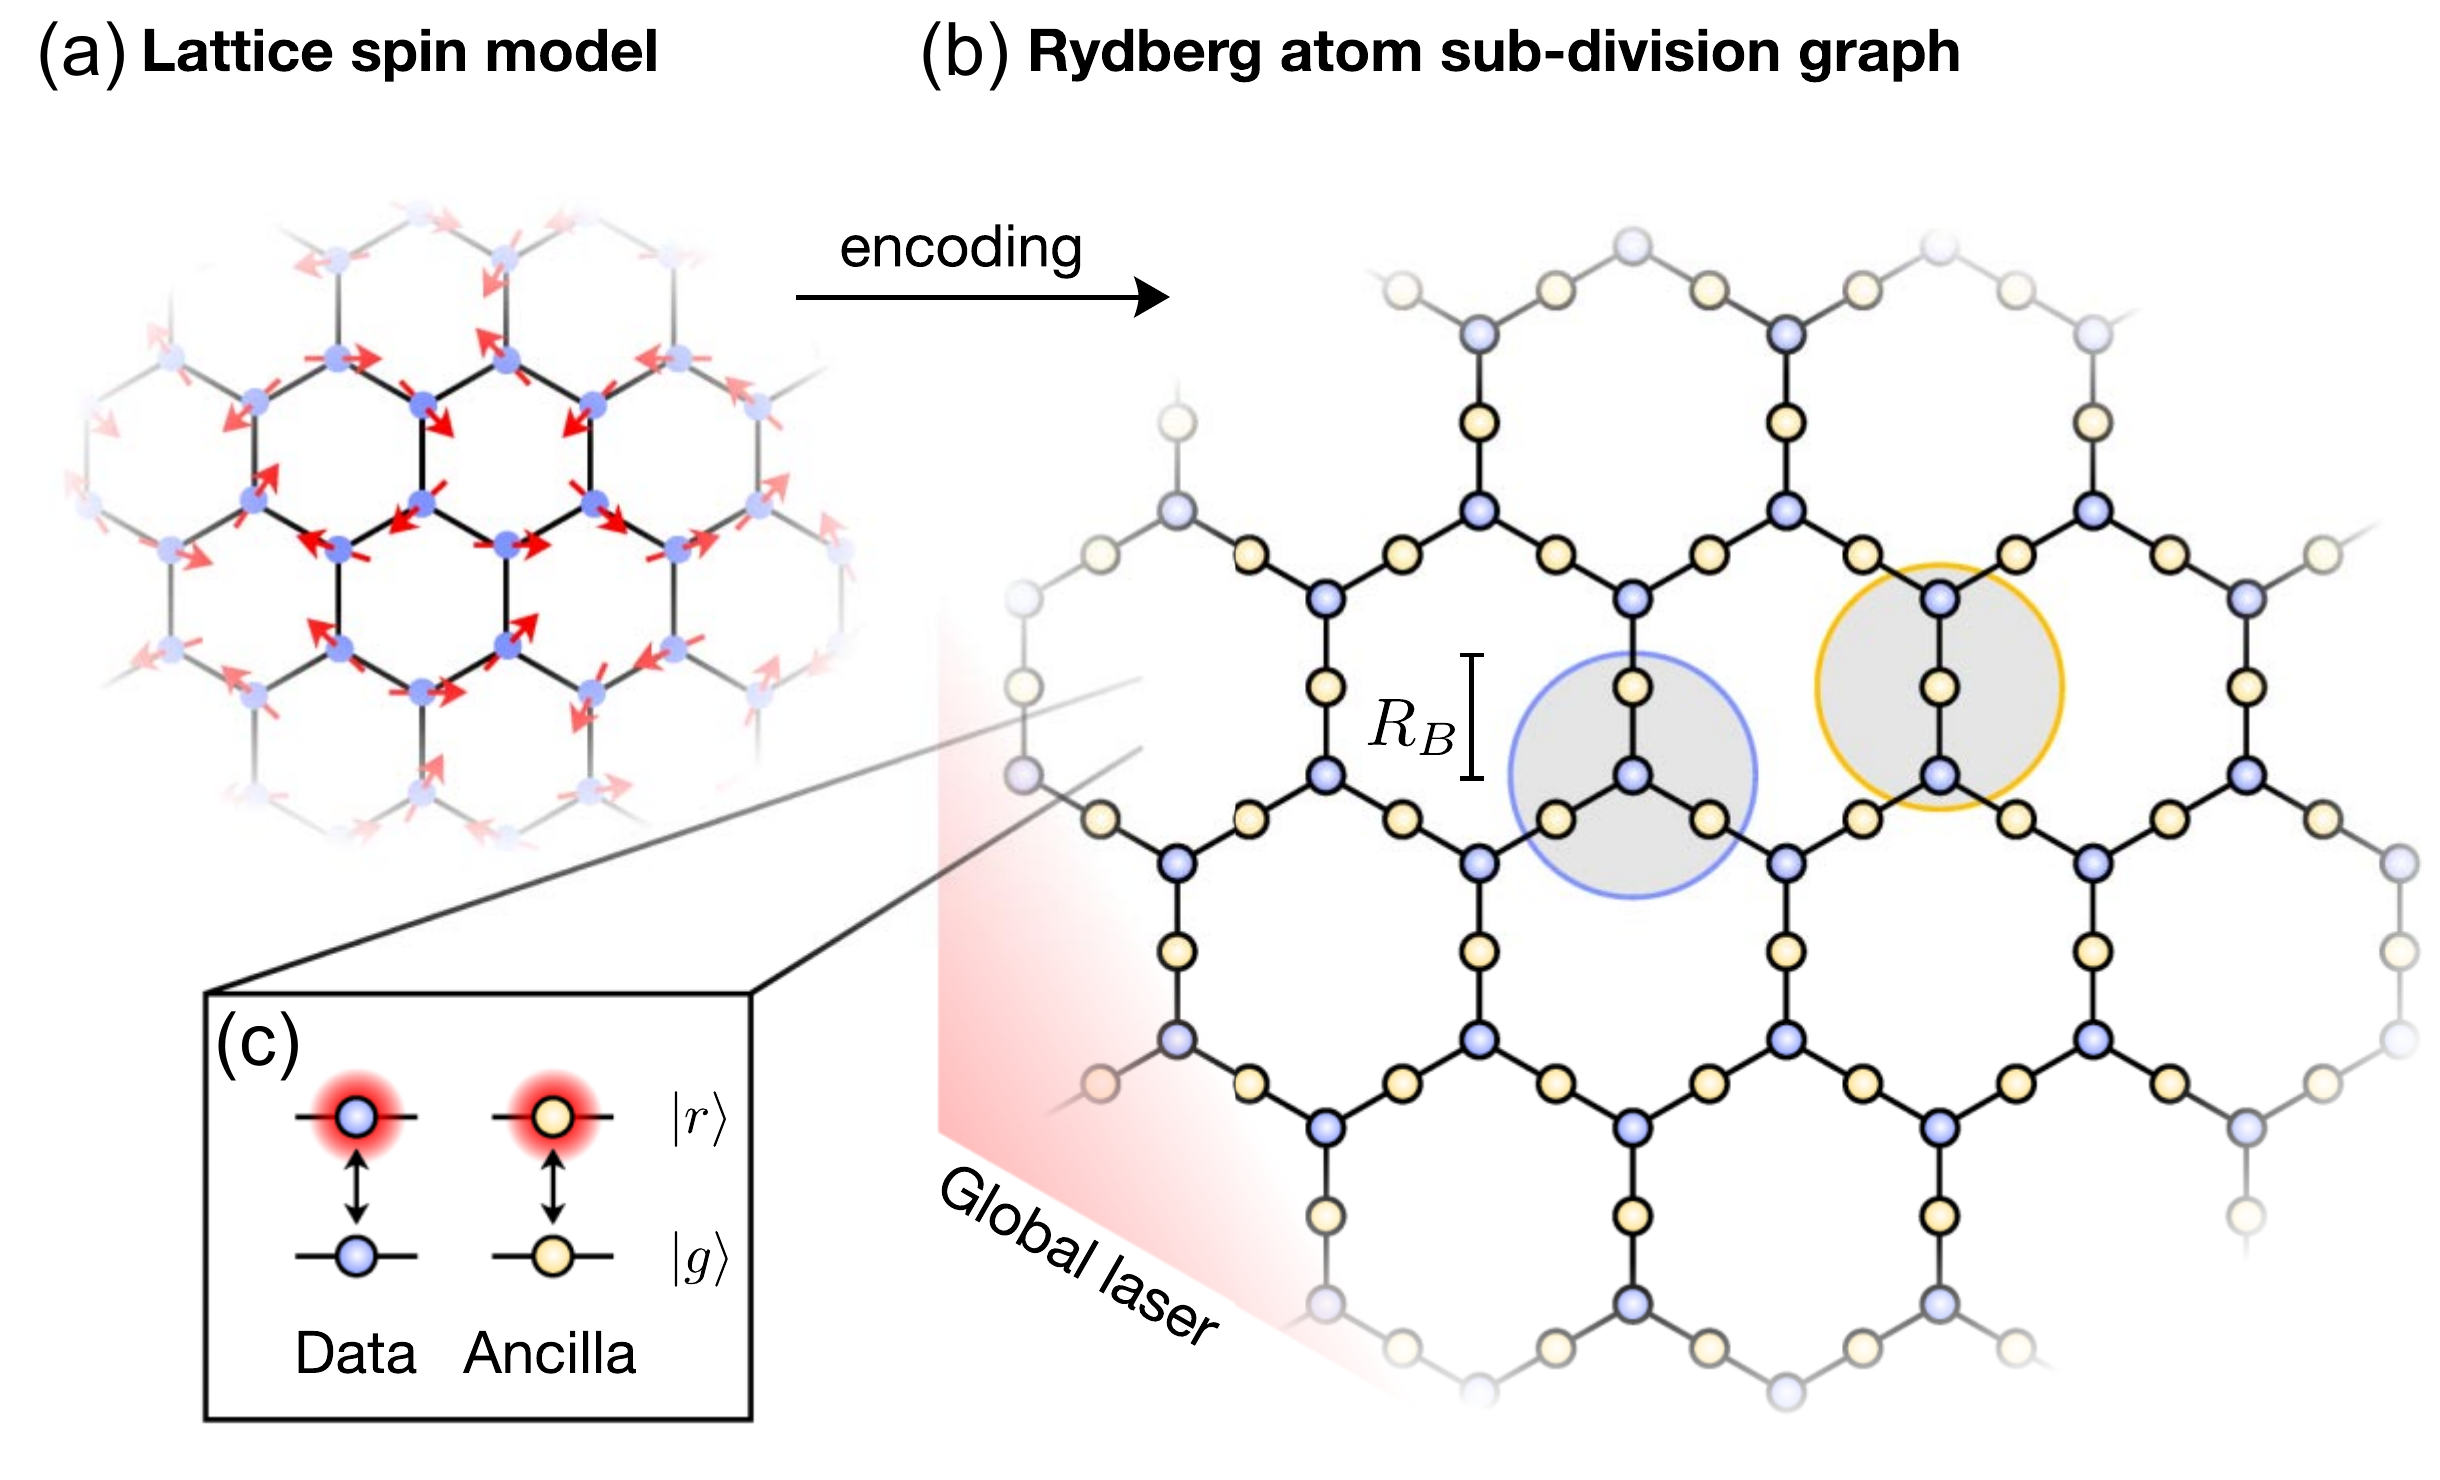 (a) Lattice spin model
(b) Rydberg atom sub-division graph
encoding
R_B
(c)
|r⟩
|g⟩
Data Ancilla
Global laser